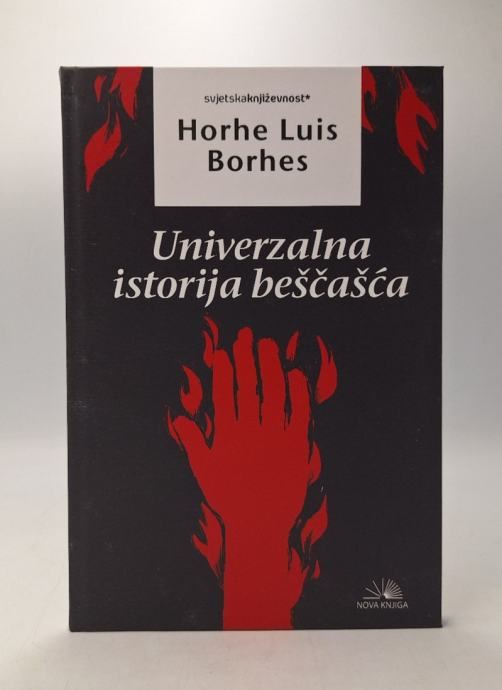 svjetskaknjiževnost*
Horhe Luis
Borhes
Univerzalna
istorija beščašća
NOVA KNJIGA